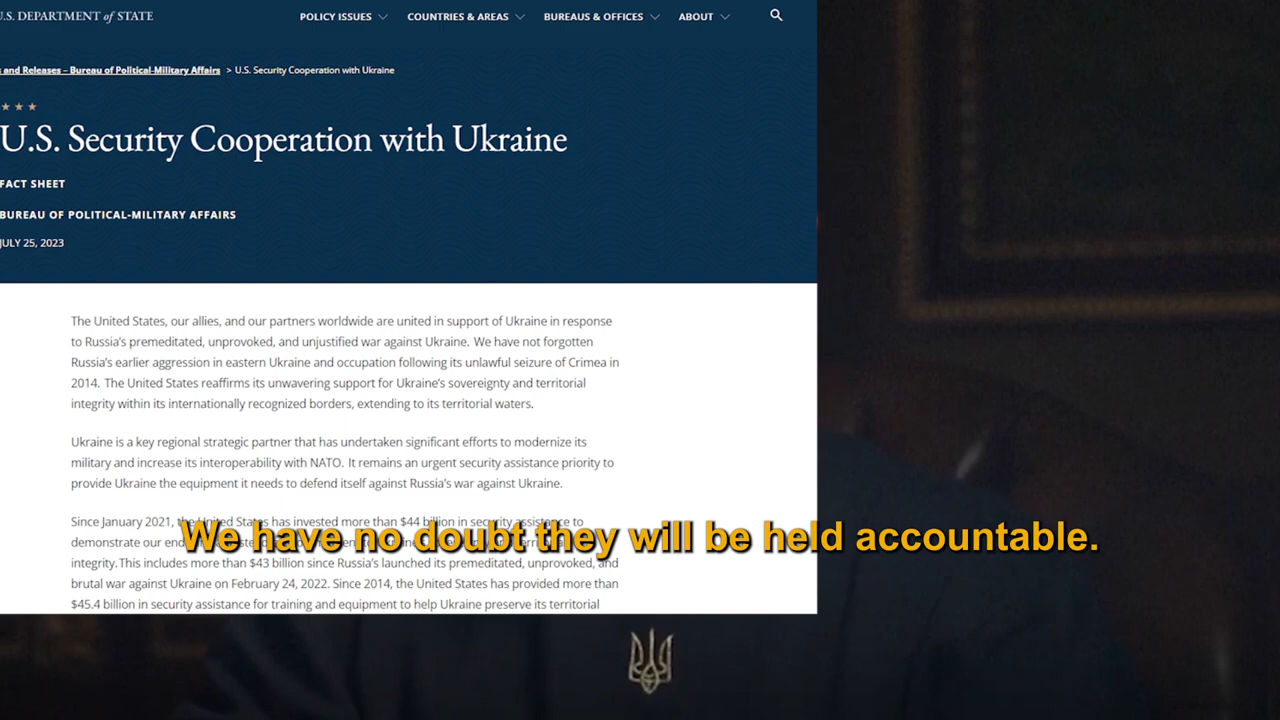 U.S. DEPARTMENT of STATE POLICY ISSUES COUNTRIES & AREAS BUREAUS & OFFICES ABOUT
and Releases – Bureau of Political-Military Affairs > U.S. Security Cooperation with Ukraine
U.S. Security Cooperation with Ukraine
FACT SHEET
BUREAU OF POLITICAL-MILITARY AFFAIRS
JULY 25, 2023
The United States, our allies, and our partners worldwide are united in support of Ukraine in response
to Russia’s premeditated, unprovoked, and unjustified war against Ukraine. We have not forgotten
Russia’s earlier aggression in eastern Ukraine and occupation following its unlawful seizure of Crimea in
2014. The United States reaffirms its unwavering support for Ukraine’s sovereignty and territorial
integrity within its internationally recognized borders, extending to its territorial waters.
Ukraine is a key regional strategic partner that has undertaken significant efforts to modernize its
military and increase its interoperability with NATO. It remains an urgent security assistance priority to
provide Ukraine the equipment it needs to defend itself against Russia’s war against Ukraine.
Since January 2021, the United States has invested more than $44 billion in security assistance to
We have no doubt they will be held accountable.
demonstrate our
integrity. This includes more than $43 billion since Russia’s launched its premeditated, unprovoked, and
brutal war against Ukraine on February 24, 2022. Since 2014, the United States has provided more than
$45.4 billion in security assistance for training and equipment to help Ukraine preserve its territorial